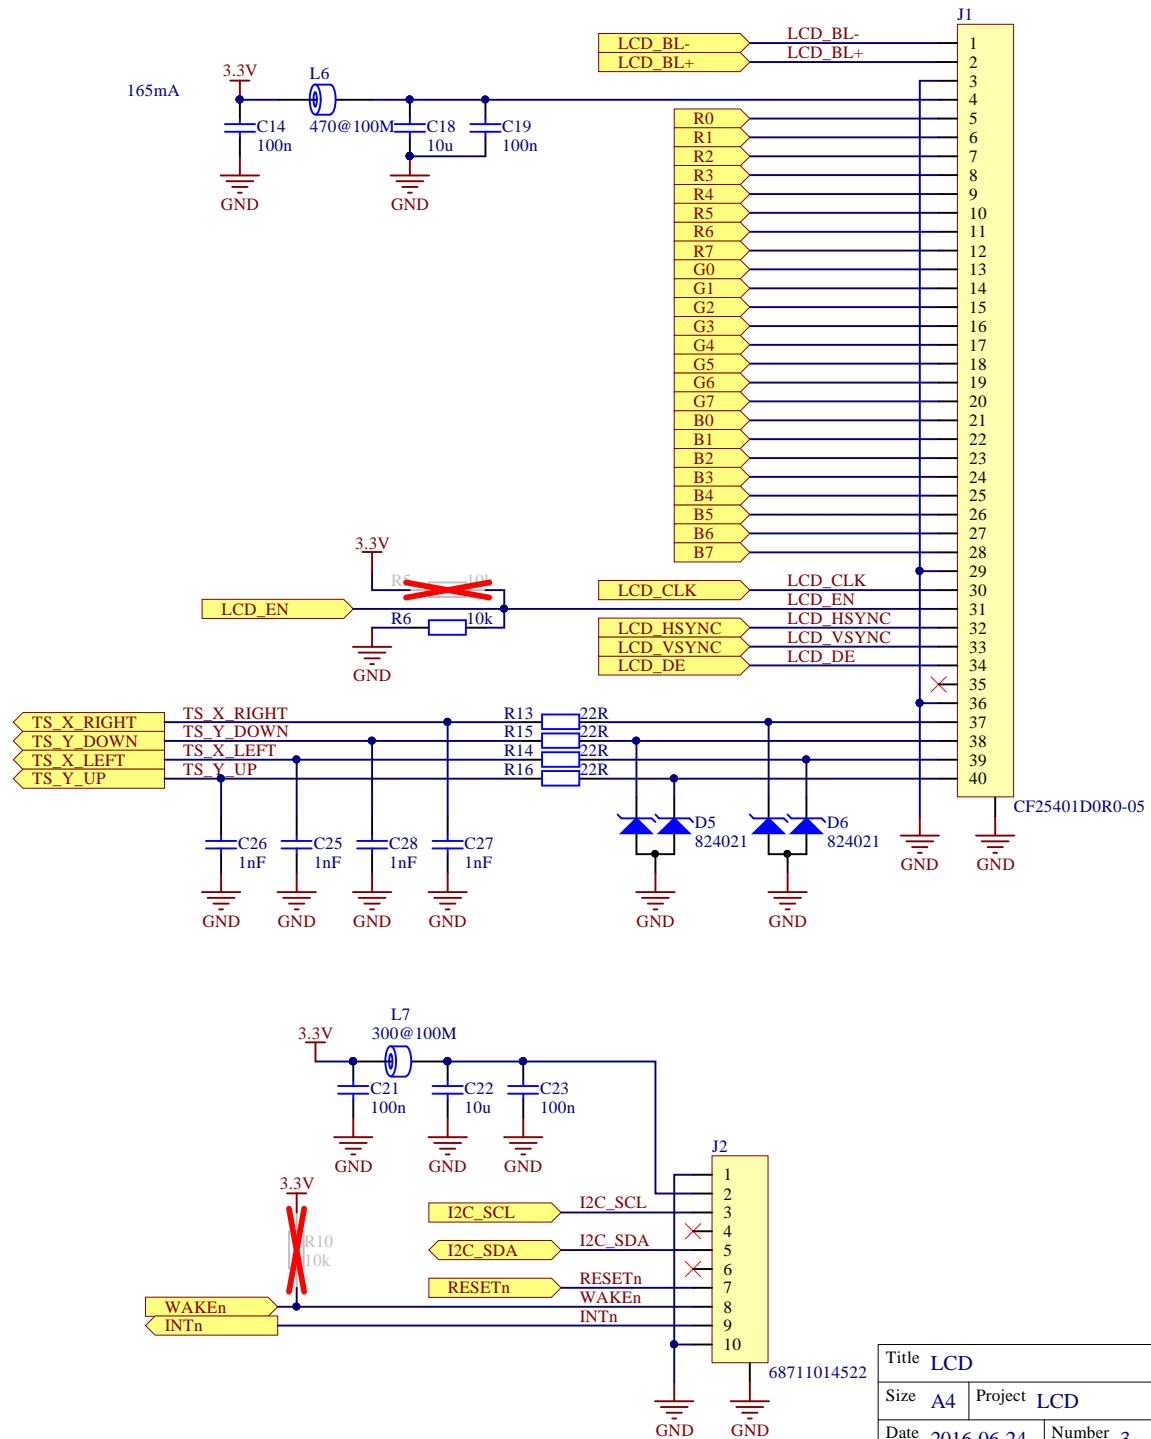 J1
LCD_BL- LCD_BL- 1
LCD_BL+ LCD_BL+ 2
3.3V L6 3
165mA 4
C14 470@100M C18 C19 R0 5
100n 10u 100n R1 6
R2 7
R3 8
GND GND R4 9
R5 10
R6 11
R7 12
G0 13
G1 14
G2 15
G3 16
G4 17
G5 18
G6 19
G7 20
B0 21
B1 22
B2 23
B3 24
B4 25
B5 26
B6 27
3.3V B7 28
29
LCD_CLK LCD_CLK 30
LCD_EN LCD_EN 31
R6 10k LCD_HSYNC LCD_HSYNC 32
LCD_VSYNC LCD_VSYNC 33
GND LCD_DE LCD_DE 34
35
36
TS_X_RIGHT TS_X_RIGHT R13 22R 37
TS_Y_DOWN TS_Y_DOWN R15 22R 38
TS_X_LEFT TS_X_LEFT R14 22R 39
TS_Y_UP TS_Y_UP R16 22R 40
CF25401D0R0-05
C26 C25 C28 C27 D5 D6
1nF 1nF 1nF 1nF 824021 824021
GND GND
GND GND GND GND GND GND
L7
3.3V 300@100M
C21 C22 C23
100n 10u 100n
GND GND GND J2
1
3.3V 2
I2C_SCL I2C_SCL 3
4
R10 I2C_SDA I2C_SDA 5
10k 6
RESETn RESETn 7
WAKEn WAKEn 8
INTn INTn 9
10
68711014522
GND GND
Title LCD
Size A4 Project LCD
Date 2016-06-24 Number 3